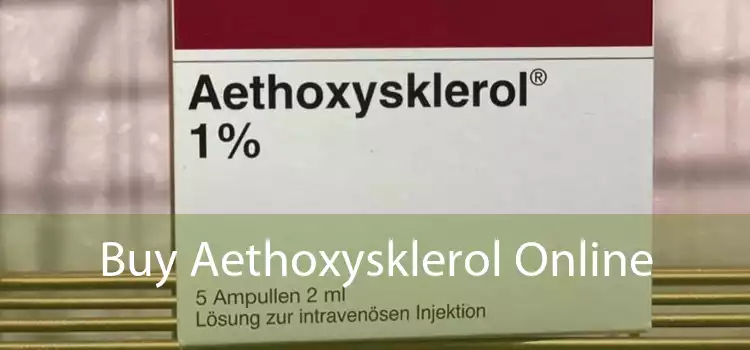 Aethoxysklerol®
1%
Buy Aethoxysklerol Online
5 Ampullen 2 ml
Lösung zur intravenösen Injektion